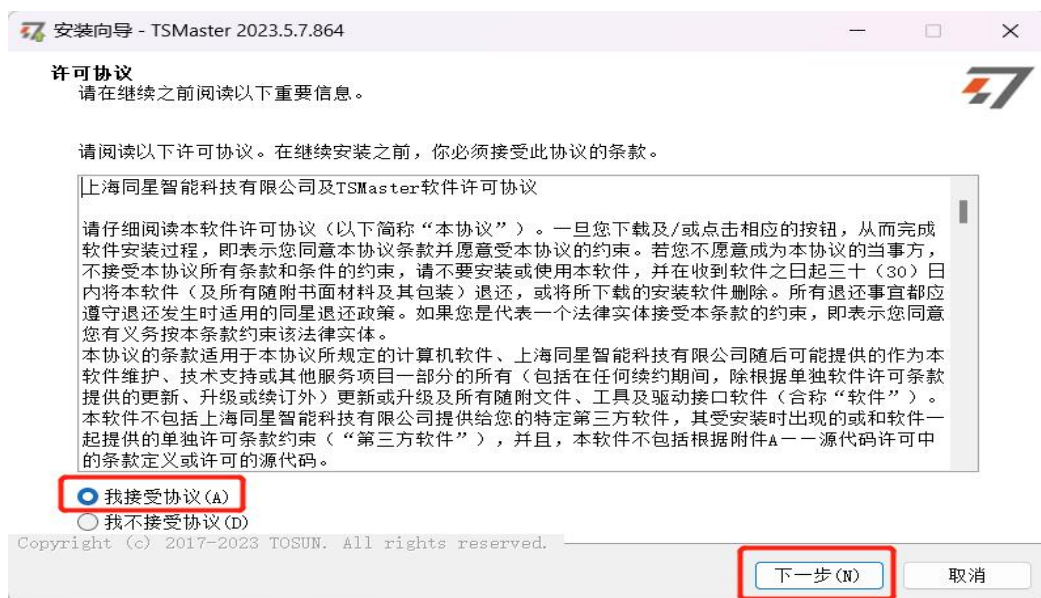 安装向导 - TSMaster 2023.5.7.864
许可协议
请在继续之前阅读以下重要信息。
请阅读以下许可协议。在继续安装之前，你必须接受此协议的条款。
上海同星智能科技有限公司及TSMaster软件许可协议
请仔细阅读本软件许可协议（以下简称“本协议”）。一旦您下载及/或点击相应的按钮，从而完成
软件安装过程，即表示您同意本协议条款并愿意受本协议的约束。若您不愿意成为本协议的当事方，
不接受本协议所有条款和条件的约束，请不要安装或使用本软件，并在收到软件之日起三十（30）日
内将本软件（及所有随附书面材料及其包装）退还，或将所下载的安装软件删除。所有退还事宜都应
遵守退还发生时适用的同星退还政策。如果您是代表一个法律实体接受本条款的约束，即表示您同意
您有义务按本条款约束该法律实体。
本协议的条款适用于本协议所规定的计算机软件、上海同星智能科技有限公司随后可能提供的作为本
软件维护、技术支持或其他服务项目一部分的所有（包括在任何续约期间，除根据单独软件许可条款
提供的更新、升级或续订外）更新或升级及所有随附文件、工具及驱动接口软件（合称“软件”）。
本软件不包括上海同星智能科技有限公司提供给您的特定第三方软件，其受安装时出现的或和软件一
起提供的单独许可条款约束（“第三方软件”），并且，本软件不包括根据附件A——源代码许可中
的条款定义或许可的源代码。
我接受协议(A)
我不接受协议(D)
Copyright (c) 2017-2023 TOSUN. All rights reserved.
下一步(N)
取消